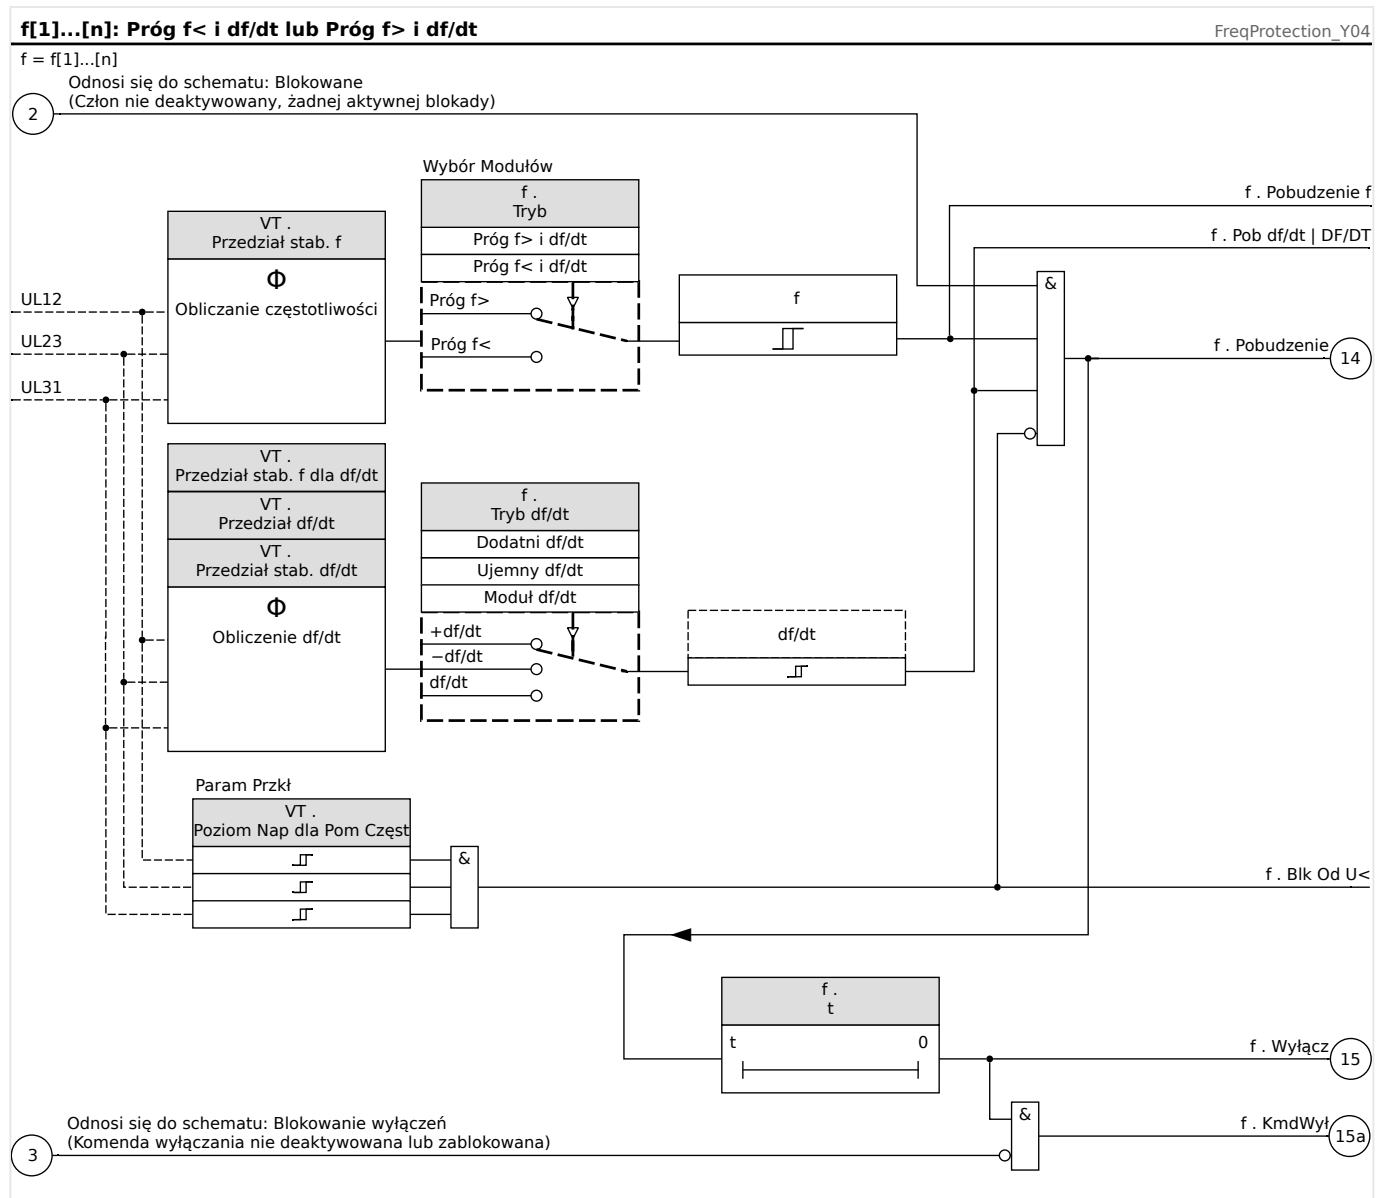 f[1]...[n]: Próg f< i df/dt lub Próg f> i df/dt
FreqProtection_Y04
f = f[1]...[n]
Odnosi się do schematu: Blokowane
(Człon nie deaktywowany, żadnej aktywnej blokady)
2
Wybór Modułów
f .
Tryb
Próg f> i df/dt
Próg f< i df/dt
Próg f>
Próg f<
VT .
Przedział stab. f
Φ
Obliczanie częstotliwości
UL12
UL23
UL31
f
f . Pobudzenie f
f . Pob df/dt | DF/DT
&
f . Pobudzenie
14
VT .
Przedział stab. f dla df/dt
VT .
Przedział df/dt
VT .
Przedział stab. df/dt
Φ
Obliczenie df/dt
f .
Tryb df/dt
Dodatni df/dt
Ujemny df/dt
Moduł df/dt
+df/dt
−df/dt
df/dt
df/dt
Param Przkł
VT .
Poziom Nap dla Pom Częst
&
f . Blk Od U<
f .
t
t 0
f . Wyłącz
15
&
f . KmdWył
15a
Odnosi się do schematu: Blokowanie wyłączeń
(Komenda wyłączania nie deaktywowana lub zablokowana)
3